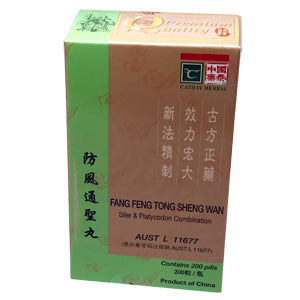 Premium
Quality
CATHAY HERBAL
中國
古方正藥
效力宏大
新法精制
防風通聖丸
FANG FENG TONG SHENG WAN
Siler & Platycodon Combination
AUST L 11677
Contains 200 pills
200粒/瓶
Product of China